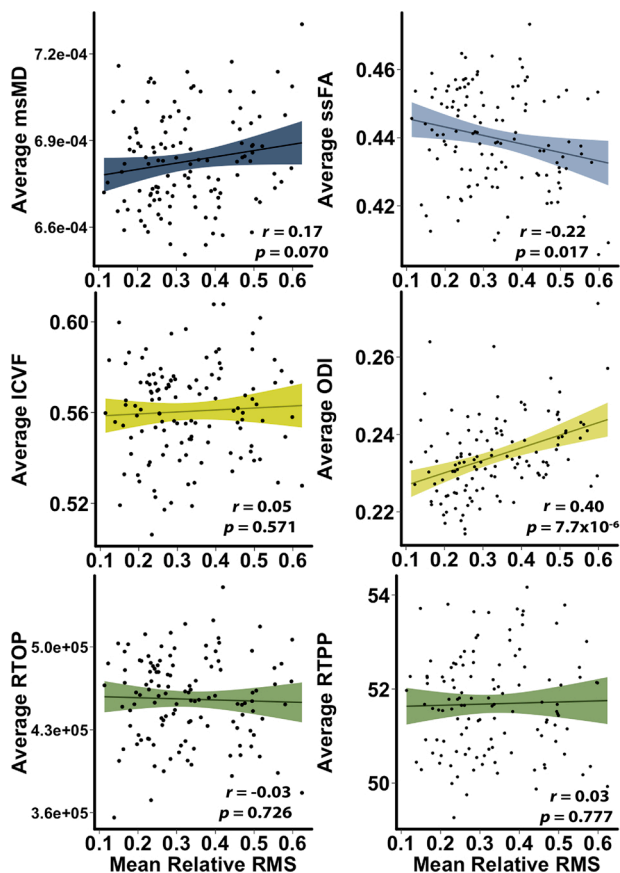 Average msMD
7.2e-04
6.9e-04
6.6e-04
r = 0.17
p = 0.070
0.1 0.2 0.3 0.4 0.5 0.6
Average ssFA
0.46
0.44
0.42
r = -0.22
p = 0.017
0.1 0.2 0.3 0.4 0.5 0.6
Average ICVF
0.60
0.56
0.52
r = 0.05
p = 0.571
0.1 0.2 0.3 0.4 0.5 0.6
Average ODI
0.26
0.24
0.22
r = 0.40
p = 7.7x10⁻⁶
0.1 0.2 0.3 0.4 0.5 0.6
Average RTOP
5.0e+05
4.3e+05
3.6e+05
r = -0.03
p = 0.726
0.1 0.2 0.3 0.4 0.5 0.6
Mean Relative RMS
Average RTPP
54
52
50
r = 0.03
p = 0.777
0.1 0.2 0.3 0.4 0.5 0.6
Mean Relative RMS